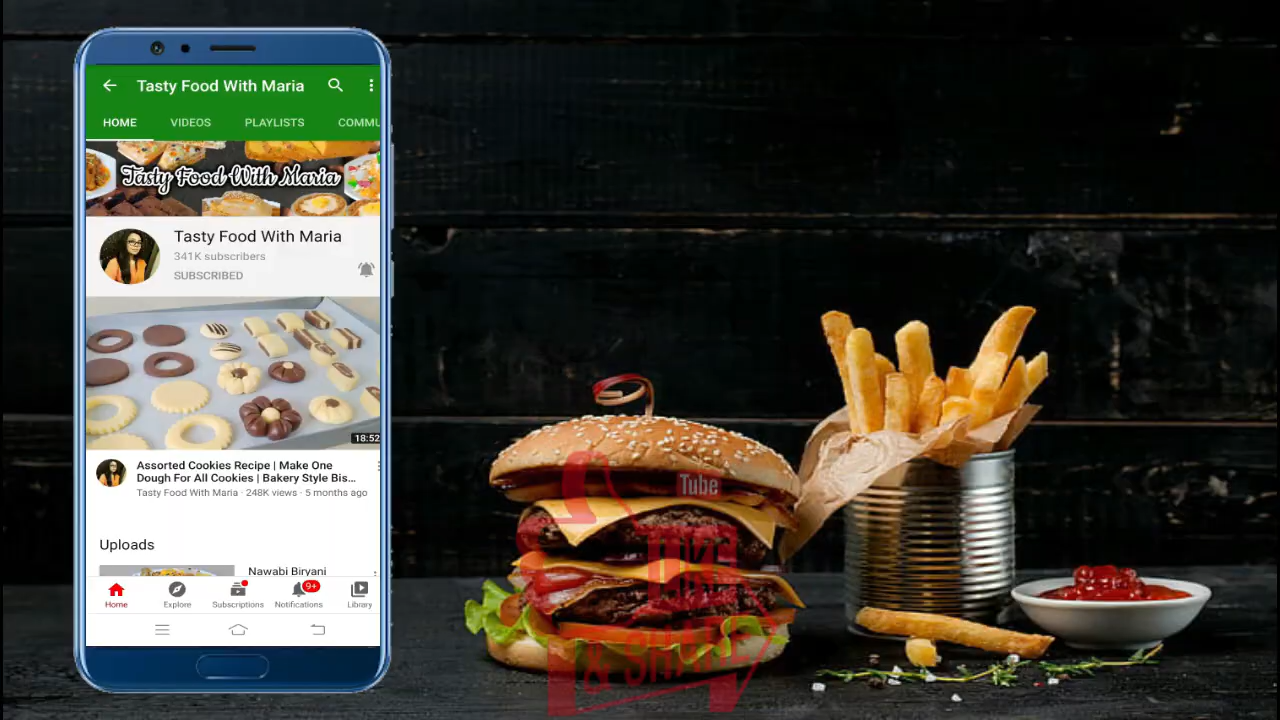 Tasty Food With Maria
HOME VIDEOS PLAYLISTS COMMU
Tasty Food With Maria
Tasty Food With Maria
341K subscribers
SUBSCRIBED
18:52
Assorted Cookies Recipe | Make One
Dough For All Cookies | Bakery Style Bis...
Tasty Food With Maria · 248K views · 5 months ago
Uploads
Nawabi Biryani
9+
Home Explore Subscriptions Notifications Library
Tube
LIKE
& SHARE